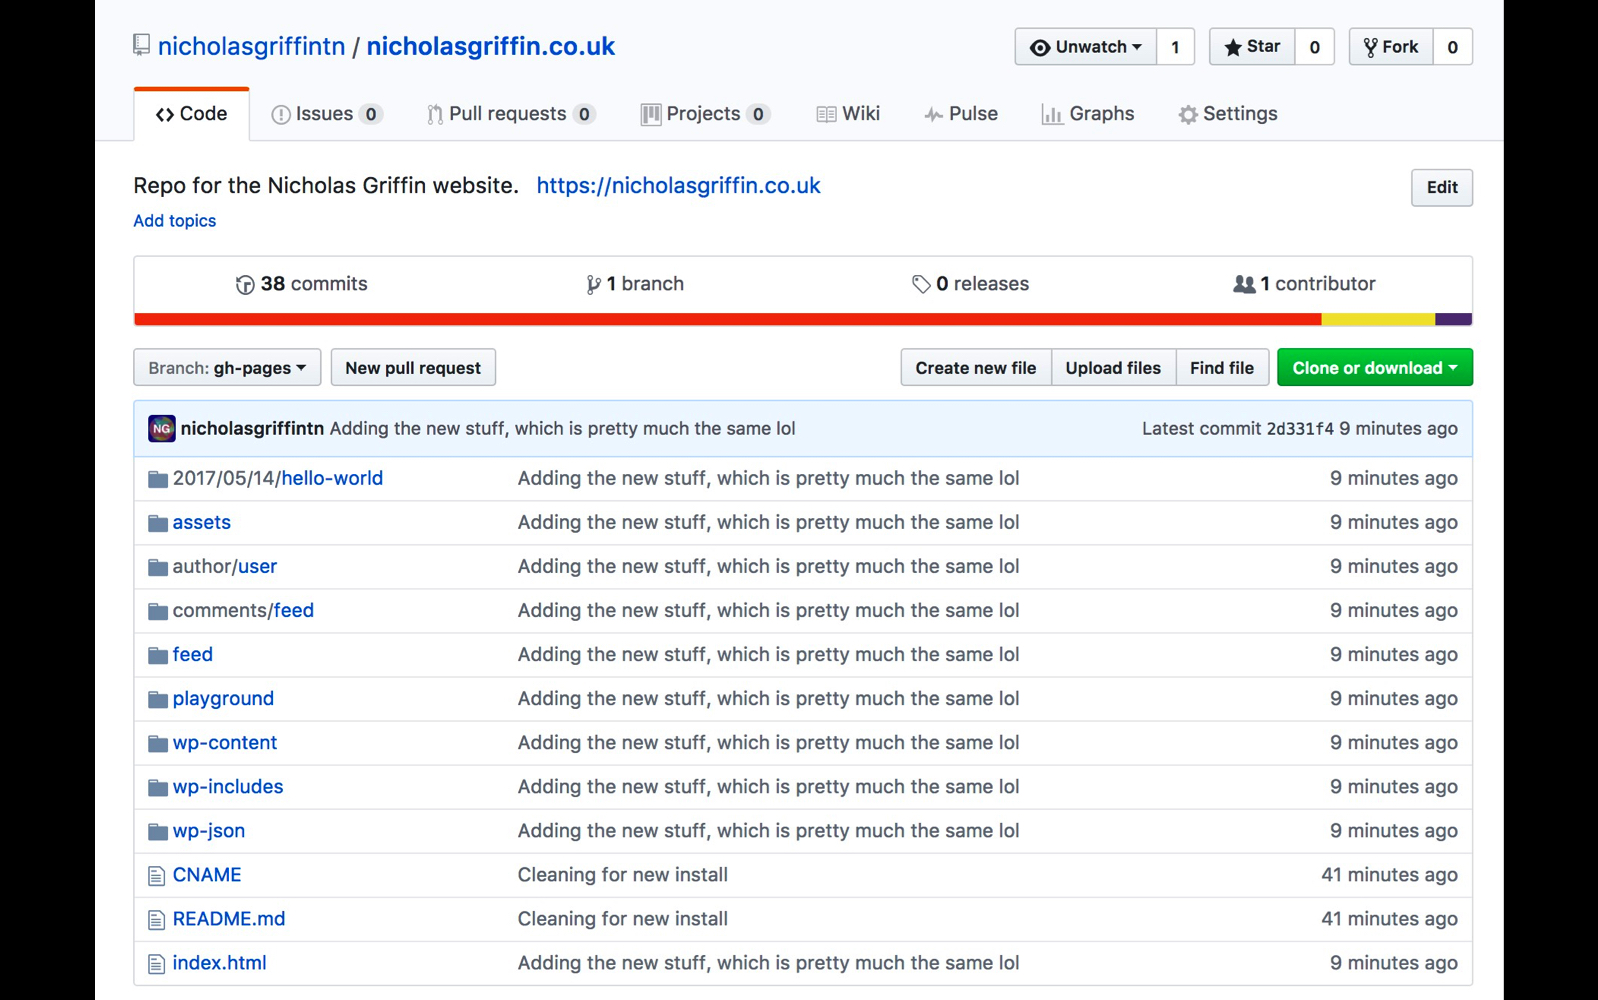 nicholasgriffintn / nicholasgriffin.co.uk Unwatch 1 Star 0 Fork 0
Code Issues 0 Pull requests 0 Projects 0 Wiki Pulse Graphs Settings
Repo for the Nicholas Griffin website. https://nicholasgriffin.co.uk Edit
Add topics
38 commits 1 branch 0 releases 1 contributor
Branch: gh-pages New pull request Create new file Upload files Find file Clone or download
NG nicholasgriffintn Adding the new stuff, which is pretty much the same lol Latest commit 2d331f4 9 minutes ago
2017/05/14/hello-world Adding the new stuff, which is pretty much the same lol 9 minutes ago
assets Adding the new stuff, which is pretty much the same lol 9 minutes ago
author/user Adding the new stuff, which is pretty much the same lol 9 minutes ago
comments/feed Adding the new stuff, which is pretty much the same lol 9 minutes ago
feed Adding the new stuff, which is pretty much the same lol 9 minutes ago
playground Adding the new stuff, which is pretty much the same lol 9 minutes ago
wp-content Adding the new stuff, which is pretty much the same lol 9 minutes ago
wp-includes Adding the new stuff, which is pretty much the same lol 9 minutes ago
wp-json Adding the new stuff, which is pretty much the same lol 9 minutes ago
CNAME Cleaning for new install 41 minutes ago
README.md Cleaning for new install 41 minutes ago
index.html Adding the new stuff, which is pretty much the same lol 9 minutes ago